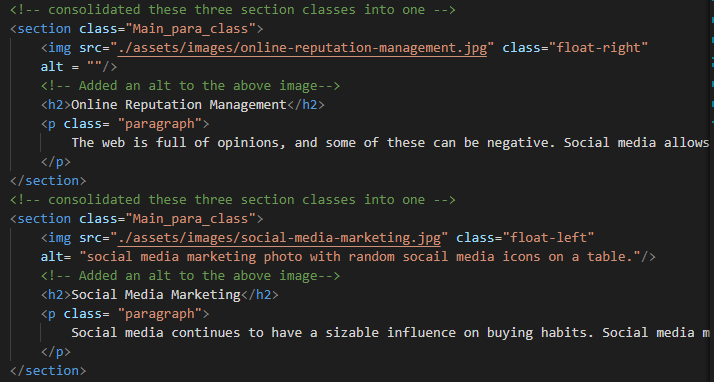 <!-- consolidated these three section classes into one -->
<section class="Main_para_class">
<img src="./assets/images/online-reputation-management.jpg" class="float-right"
alt = ""/>
<!-- Added an alt to the above image-->
<h2>Online Reputation Management</h2>
<p class= "paragraph">
The web is full of opinions, and some of these can be negative. Social media allows
</p>
</section>
<!-- consolidated these three section classes into one -->
<section class="Main_para_class">
<img src="./assets/images/social-media-marketing.jpg" class="float-left"
alt= "social media marketing photo with random socail media icons on a table."/>
<!-- Added an alt to the above image-->
<h2>Social Media Marketing</h2>
<p class= "paragraph">
Social media continues to have a sizable influence on buying habits. Social media m
</p>
</section>